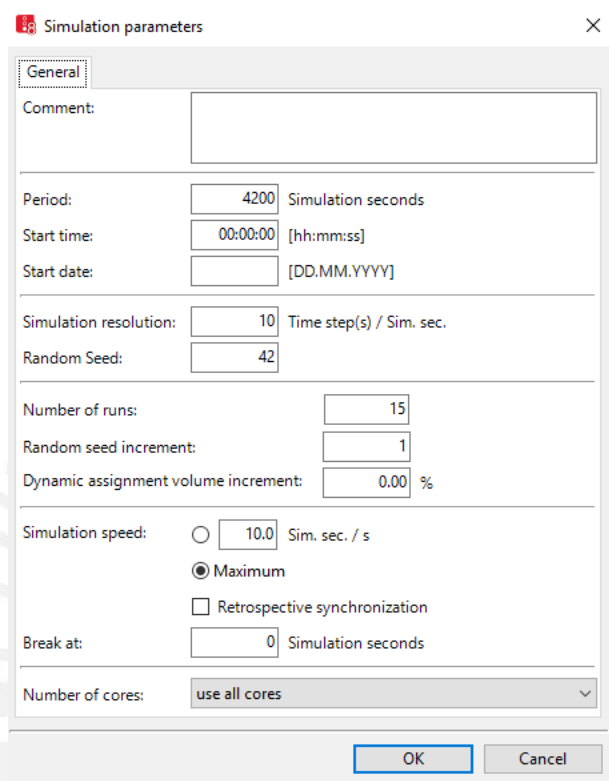 Simulation parameters
General
Comment:
Period: 4200 Simulation seconds
Start time: 00:00:00 [hh:mm:ss]
Start date: [DD.MM.YYYY]
Simulation resolution: 10 Time step(s) / Sim. sec.
Random Seed: 42
Number of runs: 15
Random seed increment: 1
Dynamic assignment volume increment: 0.00 %
Simulation speed: 10.0 Sim. sec. / s
Maximum
Retrospective synchronization
Break at: 0 Simulation seconds
Number of cores: use all cores
OK Cancel